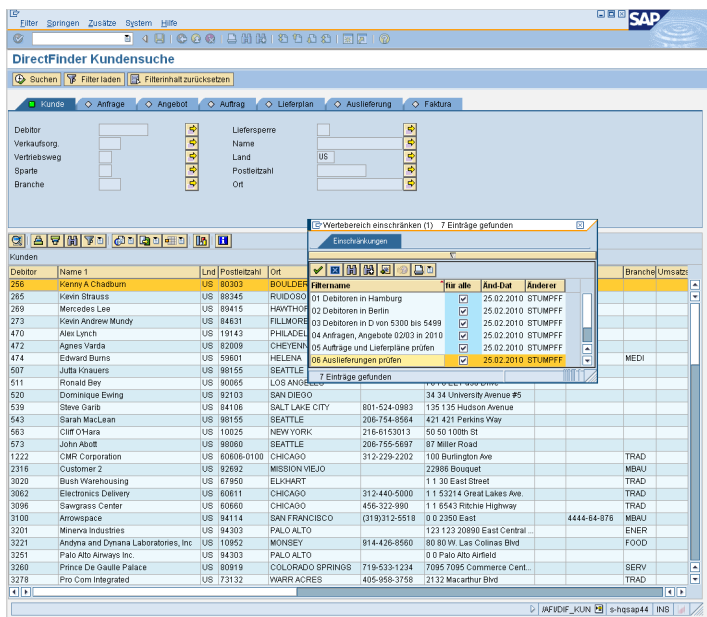 Filter Springen Zusätze System Hilfe
SAP
DirectFinder Kundensuche
Suchen Filter laden Filterinhalt zurücksetzen
Kunde Anfrage Angebot Auftrag Lieferplan Auslieferung Faktura
Debitor Liefersperre
Verkaufsorg. Name
Vertriebsweg Land US
Sparte Postleitzahl
Branche Ort
Wertebereich einschränken (1) 7 Einträge gefunden
Einschränkungen
Filtername für alle Änd-Dat Änderer
01 Debitoren in Hamburg 25.02.2010 STUMPFF
02 Debitoren in Berlin 25.02.2010 STUMPFF
03 Debitoren in D von 5300 bis 5499 25.02.2010 STUMPFF
04 Anfragen, Angebote 02/03 in 2010 25.02.2010 STUMPFF
05 Aufträge und Lieferpläne prüfen 25.02.2010 STUMPFF
06 Auslieferungen prüfen 25.02.2010 STUMPFF
7 Einträge gefunden
Kunden
Debitor Name 1 Lnd Postleitzahl Ort Branche Umsatzs
256 Kenny A Chadburn US 80303 BOULDER
265 Kevin Strauss US 88345 RUIDOSO
269 Mercedes Lee US 89415 HAWTHOR
273 Kevin Andrew Mundy US 84631 FILLMORE
470 Alex Lynch US 19143 PHILADEL
472 Agnes Varda US 82009 CHEYENN
474 Edward Burns US 59601 HELENA MEDI
507 Jutta Knauers US 98155 SEATTLE
511 Ronald Bey US 90065 LOS ANGELES
520 Dominique Ewing US 92103 SAN DIEGO 34 34 University Avenue #5
539 Steve Garib US 84106 SALT LAKE CITY 801-524-0983 135 135 Hudson Avenue
543 Sarah MacLean US 98155 SEATTLE 206-754-8564 421 421 Perkins Way
563 Cliff O'Hara US 10025 NEW YORK 216-6153013 50 50 100th St
573 John Abott US 98060 SEATTLE 206-755-5697 87 Miller Road
1222 CMR Corporation US 60606-0100 CHICAGO 312-229-2202 100 Burlington Ave TRAD
2316 Customer 2 US 92692 MISSION VIEJO 22986 Bouquet MBAU
3020 Bush Warehousing US 67950 ELKHART 1 1 30 East Street TRAD
3062 Electronics Delivery US 60611 CHICAGO 312-440-5000 1 1 53214 Great Lakes Ave. TRAD
3096 Sawgrass Center US 60660 CHICAGO 456-322-990 1 1 6543 Ritchie Highway TRAD
3100 Arrowspace US 94114 SAN FRANCISCO (319)312-5518 0 0 2350 East 4444-64-876 MBAU
3201 Minerva Industries US 94303 PALO ALTO 123 123 20890 East Central ... ENER
3221 Andyna and Dynana Laboratories, Inc US 10952 MONSEY 914-426-8560 80 80 W. Las Colinas Blvd FOOD
3251 Palo Alto Airways Inc. US 94303 PALO ALTO 0 0 Palo Alto Airfield
3260 Prince De Gaulle Palace US 80919 COLORADO SPRINGS 719-533-1234 7095 7095 Commerce Cent... SERV
3278 Pro Com Integrated US 73132 WARR ACRES 405-958-3758 2132 Macarthur Blvd TRAD
/AFI/DIF_KUN s-hqsap44 INS